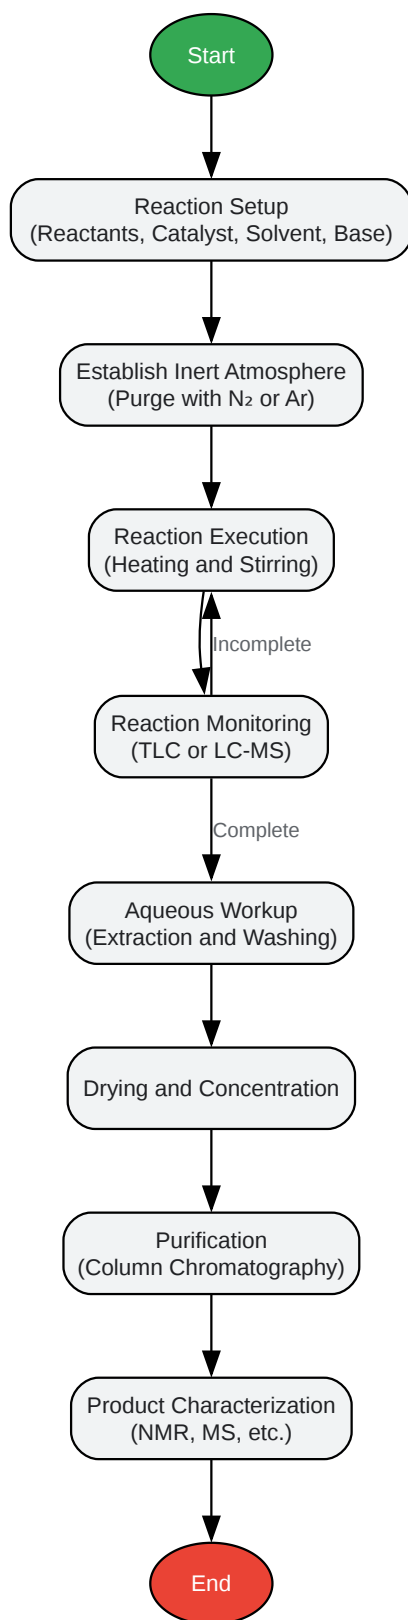 Start
Reaction Setup
(Reactants, Catalyst, Solvent, Base)
Establish Inert Atmosphere
(Purge with N₂ or Ar)
Reaction Execution
(Heating and Stirring)
Incomplete
Reaction Monitoring
(TLC or LC-MS)
Complete
Aqueous Workup
(Extraction and Washing)
Drying and Concentration
Purification
(Column Chromatography)
Product Characterization
(NMR, MS, etc.)
End